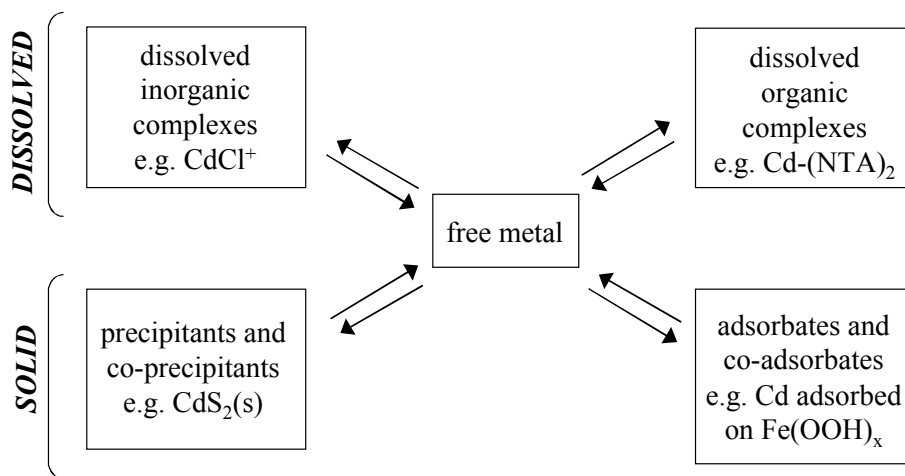 DISSOLVED
dissolved
inorganic
complexes
e.g. CdCl⁺
dissolved
organic
complexes
e.g. Cd-(NTA)₂
free metal
SOLID
precipitants and
co-precipitants
e.g. CdS₂(s)
adsorbates and
co-adsorbates
e.g. Cd adsorbed
on Fe(OOH)ₓ